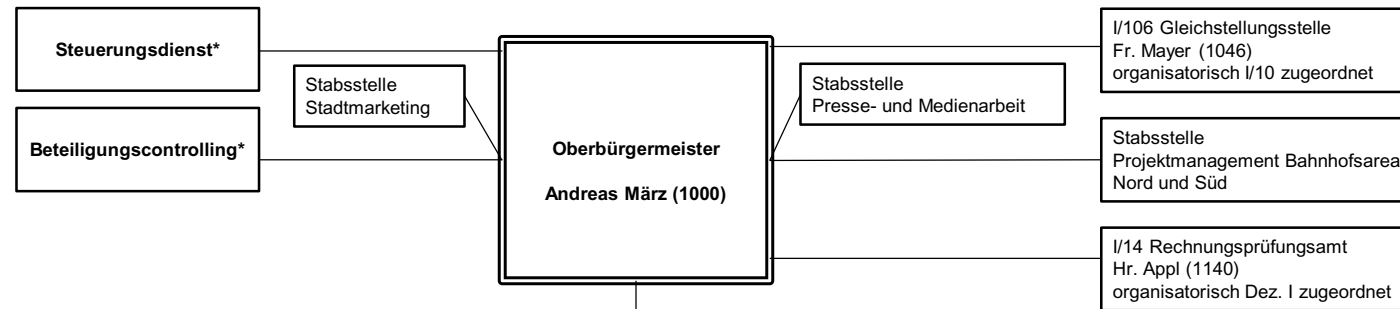 Steuerungsdienst*
Stabsstelle
Stadtmarketing
Beteiligungscontrolling*
Oberbürgermeister
Andreas März (1000)
Stabsstelle
Presse- und Medienarbeit
I/106 Gleichstellungsstelle
Fr. Mayer (1046)
organisatorisch I/10 zugeordnet
Stabsstelle
Projektmanagement Bahnhofsarea
Nord und Süd
I/14 Rechnungsprüfungsamt
Hr. Appl (1140)
organisatorisch Dez. I zugeordnet